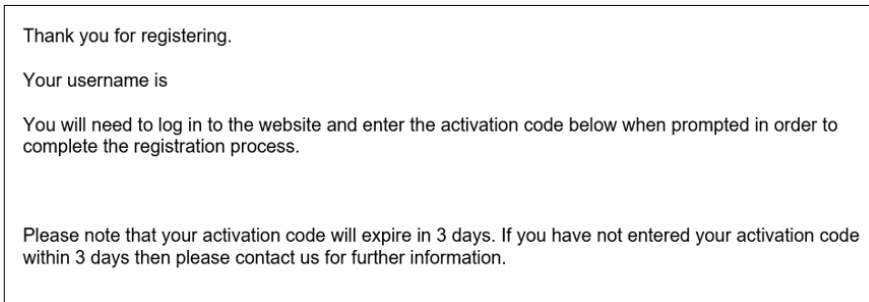 Thank you for registering.
Your username is
You will need to log in to the website and enter the activation code below when prompted in order to
complete the registration process.
Please note that your activation code will expire in 3 days. If you have not entered your activation code
within 3 days then please contact us for further information.